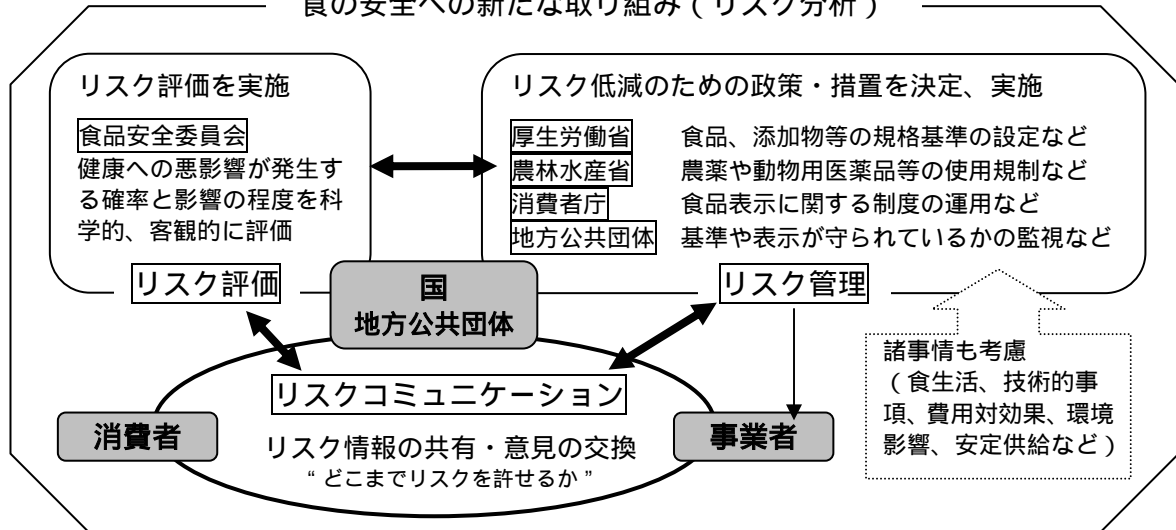 食の安全への新たな取り組み（リスク分析）
リスク評価を実施
食品安全委員会
健康への悪影響が発生す
る確率と影響の程度を科
学的、客観的に評価
リスク評価
リスク低減のための政策・措置を決定、実施
厚生労働省 食品、添加物等の規格基準の設定など
農林水産省 農薬や動物用医薬品等の使用規制など
消費者庁 食品表示に関する制度の運用など
地方公共団体 基準や表示が守られているかの監視など
リスク管理
諸事情も考慮
（食生活、技術的事
項、費用対効果、環境
影響、安定供給など）
国
地方公共団体
リスクコミュニケーション
消費者
事業者
リスク情報の共有・意見の交換
“どこまでリスクを許せるか”